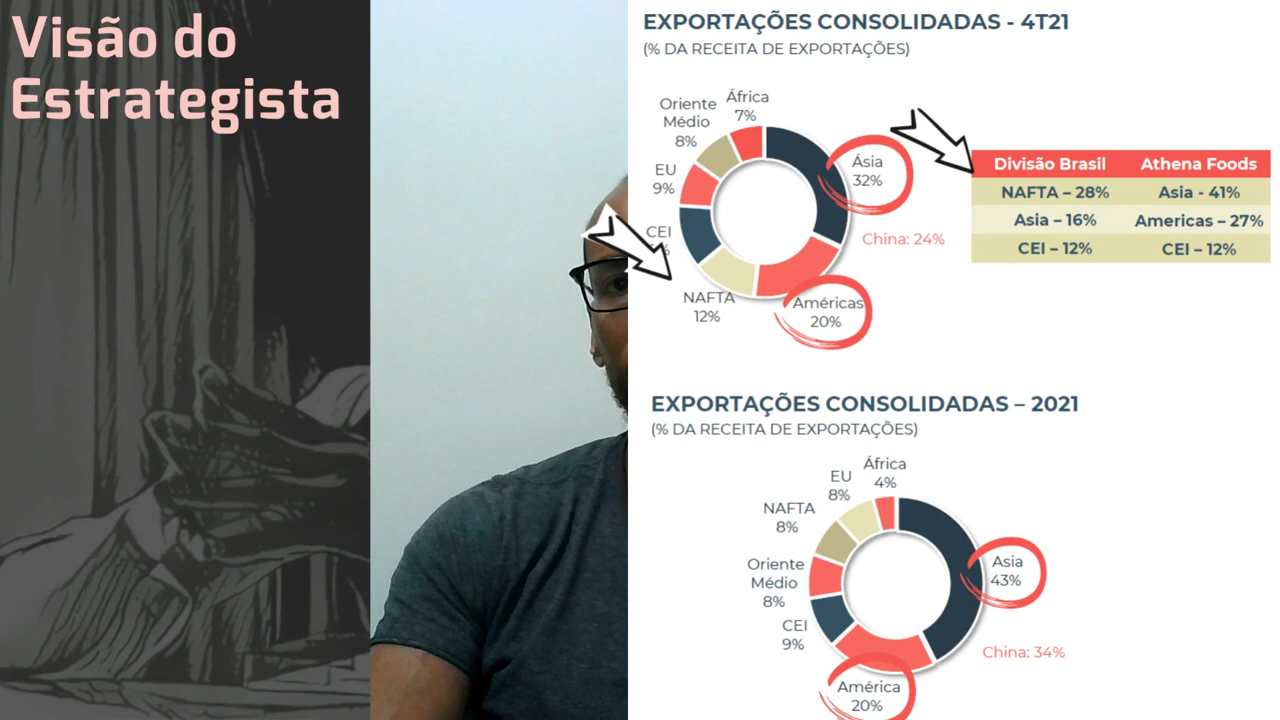 Visão do
Estrategista
EXPORTAÇÕES CONSOLIDADAS - 4T21
(% DA RECEITA DE EXPORTAÇÕES)
África
7%
Oriente
Médio
8%
EU
9%
CEI
NAFTA
12%
Ásia
32%
China: 24%
Américas
20%
Divisão Brasil Athena Foods
NAFTA – 28% Asia - 41%
Asia – 16% Americas – 27%
CEI – 12% CEI – 12%
EXPORTAÇÕES CONSOLIDADAS – 2021
(% DA RECEITA DE EXPORTAÇÕES)
África
4%
EU
8%
NAFTA
8%
Oriente
Médio
8%
CEI
9%
Asia
43%
China: 34%
América
20%